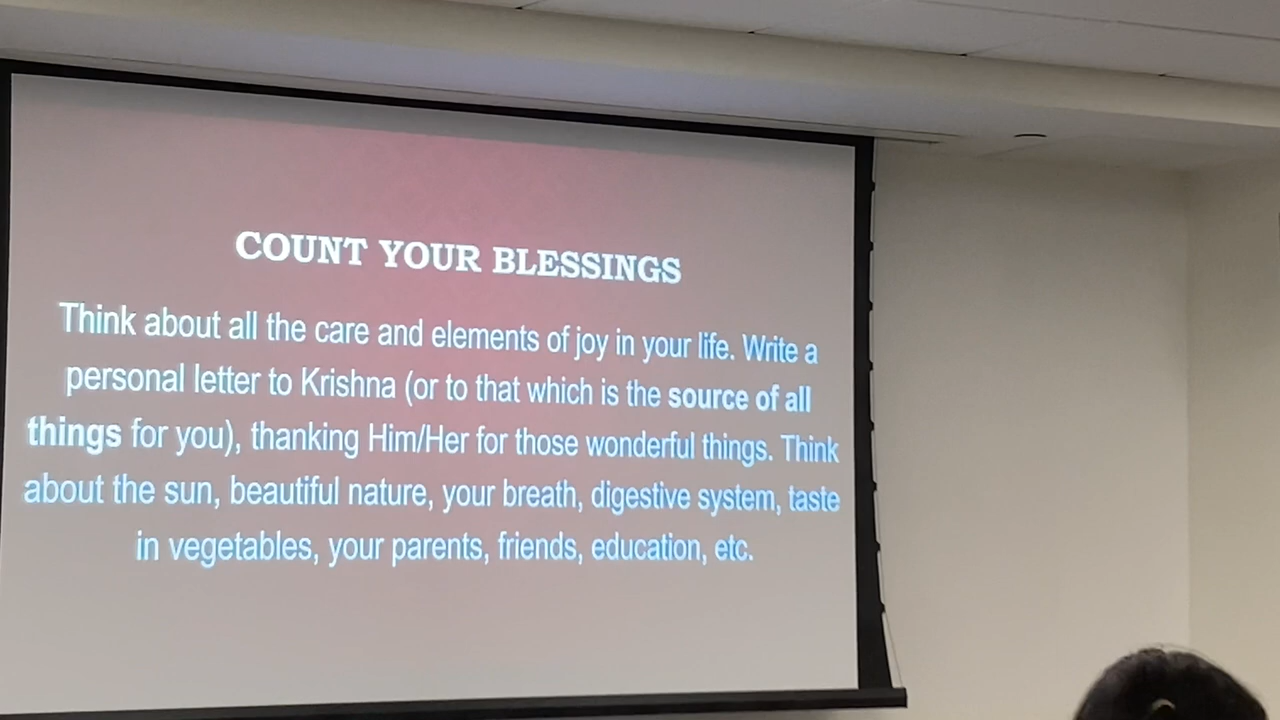 COUNT YOUR BLESSINGS
Think about all the care and elements of joy in your life. Write a
personal letter to Krishna (or to that which is the source of all
things for you), thanking Him/Her for those wonderful things. Think
about the sun, beautiful nature, your breath, digestive system, taste
in vegetables, your parents, friends, education, etc.